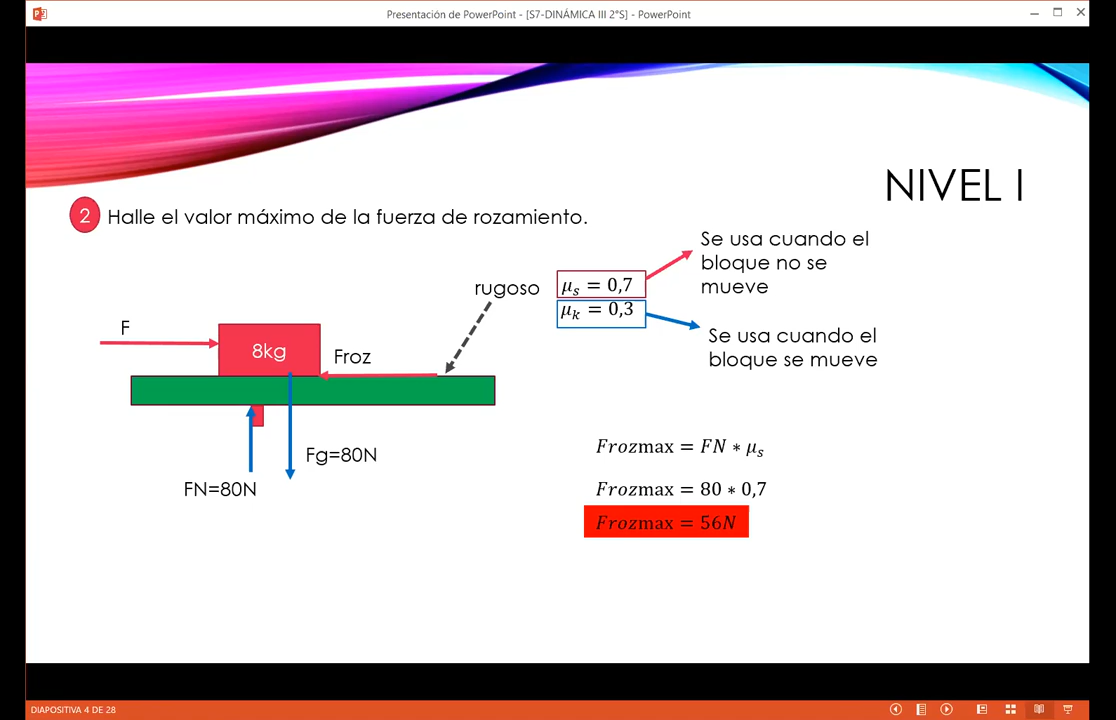 Presentación de PowerPoint - [S7-DINÁMICA III 2°S] - PowerPoint
NIVEL I
2 Halle el valor máximo de la fuerza de rozamiento.
Se usa cuando el
bloque no se
mueve
rugoso
μs = 0,7
μk = 0,3
Se usa cuando el
bloque se mueve
F
8kg
Froz
Fg=80N
FN=80N
Frozmax = FN ∗ μs
Frozmax = 80 ∗ 0,7
Frozmax = 56N
DIAPOSITIVA 4 DE 28